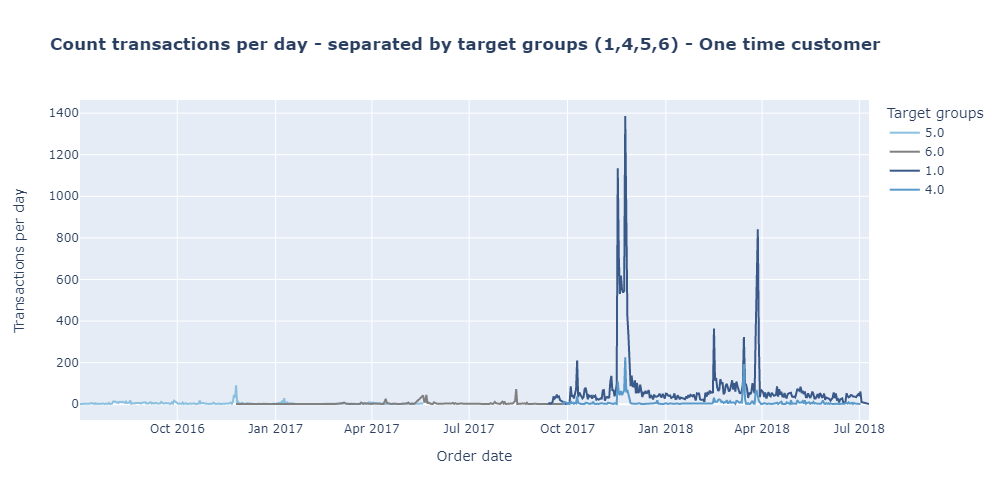 Count transactions per day - separated by target groups (1,4,5,6) - One time customer
Target groups
5.0
6.0
1.0
4.0
Transactions per day
1400
1200
1000
800
600
400
200
0
Oct 2016
Jan 2017
Apr 2017
Jul 2017
Oct 2017
Jan 2018
Apr 2018
Jul 2018
Order date